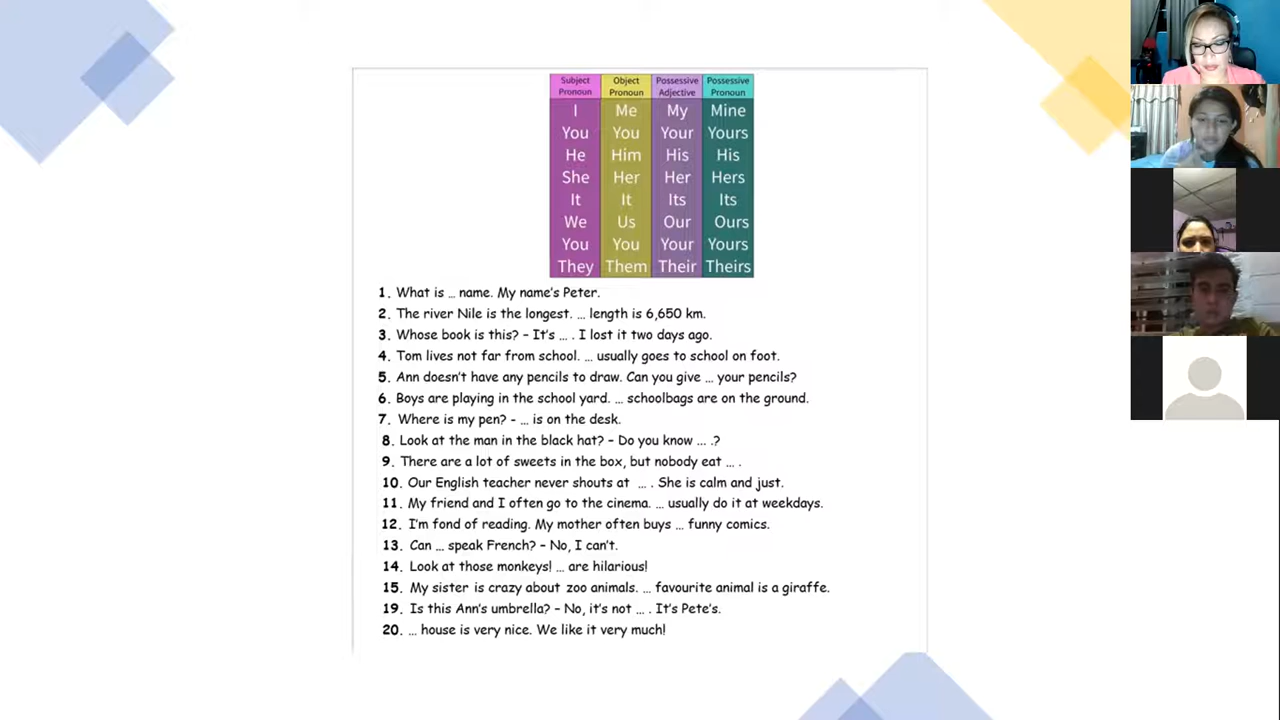 Subject Pronoun Object Pronoun Possessive Adjective Possessive Pronoun
I Me My Mine
You You Your Yours
He Him His His
She Her Her Hers
It It Its Its
We Us Our Ours
You You Your Yours
They Them Their Theirs
1. What is … name. My name's Peter.
2. The river Nile is the longest. … length is 6,650 km.
3. Whose book is this? – It's … . I lost it two days ago.
4. Tom lives not far from school. … usually goes to school on foot.
5. Ann doesn't have any pencils to draw. Can you give … your pencils?
6. Boys are playing in the school yard. … schoolbags are on the ground.
7. Where is my pen? - … is on the desk.
8. Look at the man in the black hat? – Do you know … .?
9. There are a lot of sweets in the box, but nobody eat … .
10. Our English teacher never shouts at … . She is calm and just.
11. My friend and I often go to the cinema. … usually do it at weekdays.
12. I'm fond of reading. My mother often buys … funny comics.
13. Can … speak French? – No, I can't.
14. Look at those monkeys! … are hilarious!
15. My sister is crazy about zoo animals. … favourite animal is a giraffe.
19. Is this Ann's umbrella? – No, it's not … . It's Pete's.
20. … house is very nice. We like it very much!